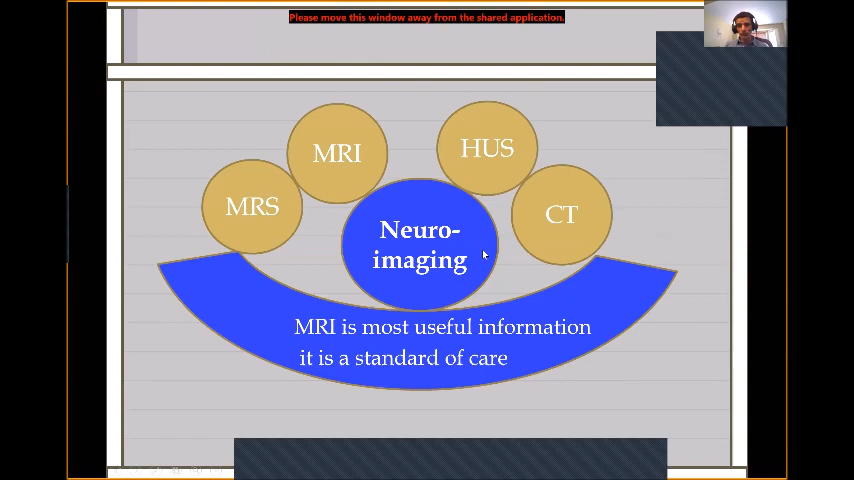 Please move this window away from the shared application.
MRI
HUS
MRS
CT
Neuro-
imaging
MRI is most useful information
it is a standard of care